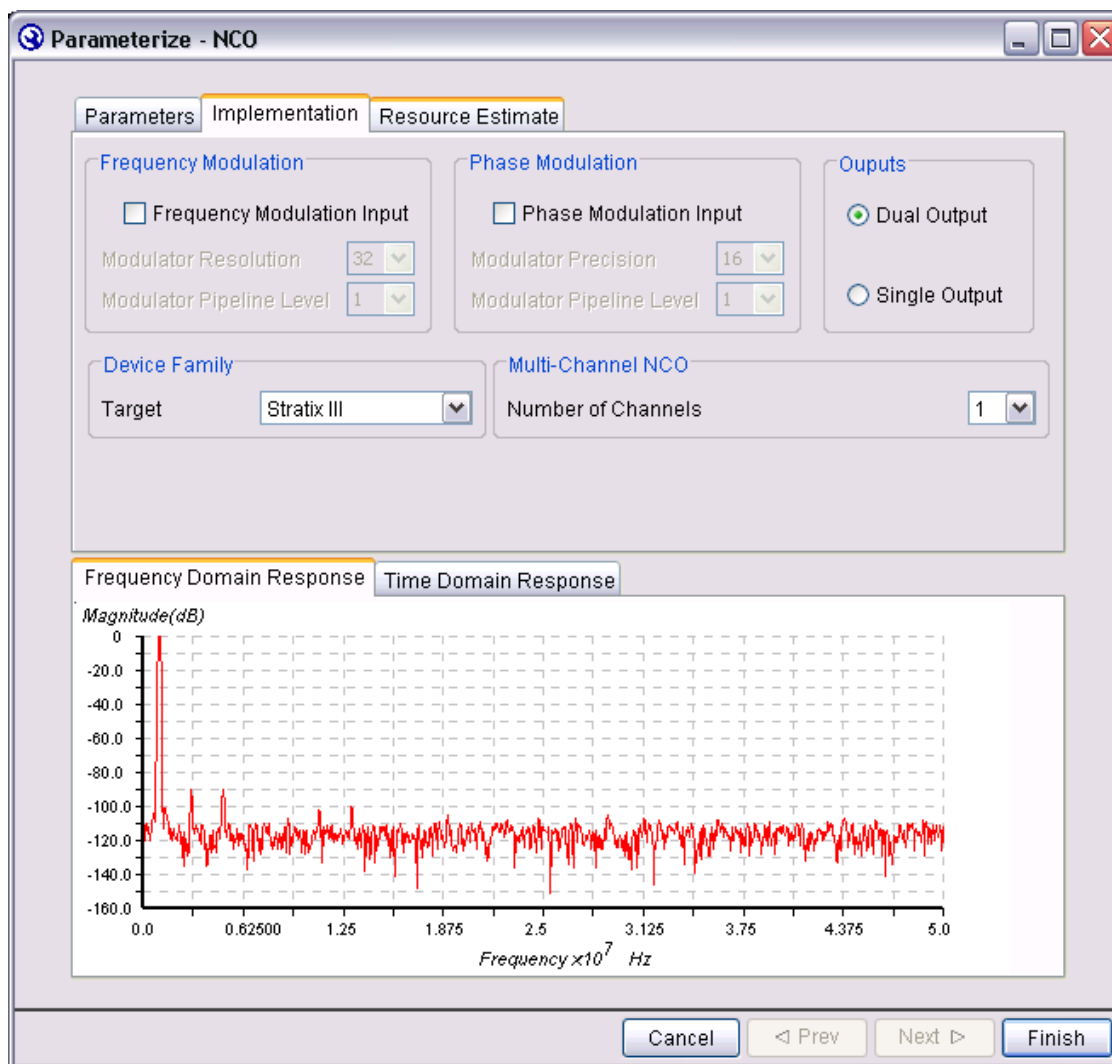 Parameterize - NCO
Parameters Implementation Resource Estimate
Frequency Modulation
Frequency Modulation Input
Modulator Resolution 32
Modulator Pipeline Level 1
Phase Modulation
Phase Modulation Input
Modulator Precision 16
Modulator Pipeline Level 1
Ouputs
Dual Output
Single Output
Device Family
Target Stratix III
Multi-Channel NCO
Number of Channels 1
Frequency Domain Response Time Domain Response
Magnitude(dB)
0
-20.0
-40.0
-60.0
-80.0
-100.0
-120.0
-140.0
-160.0
0.0 0.62500 1.25 1.875 2.5 3.125 3.75 4.375 5.0
Frequency x10^7 Hz
Cancel Prev Next Finish